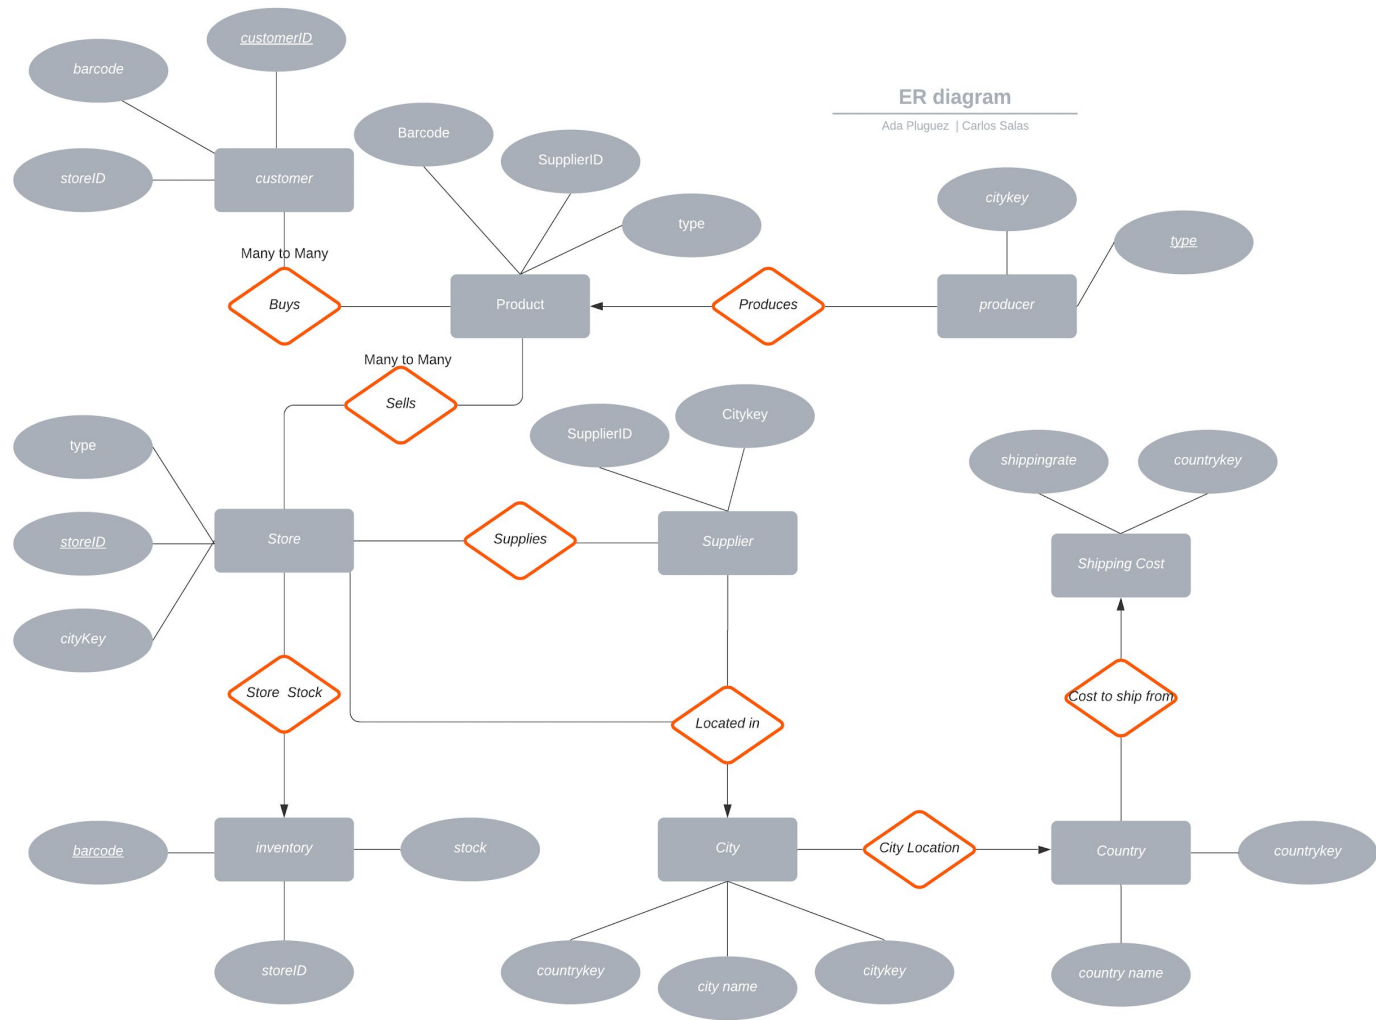 customerID
barcode
ER diagram
Ada Pluguez | Carlos Salas
Barcode
SupplierID
storeID
customer
citykey
type
type
Many to Many
Buys
Product
Produces
producer
Many to Many
Sells
Citykey
SupplierID
type
shippingrate
countrykey
storeID
Store
Supplies
Supplier
Shipping Cost
cityKey
Store Stock
Cost to ship from
Located in
barcode
inventory
stock
City
City Location
Country
countrykey
storeID
countrykey
city name
citykey
country name